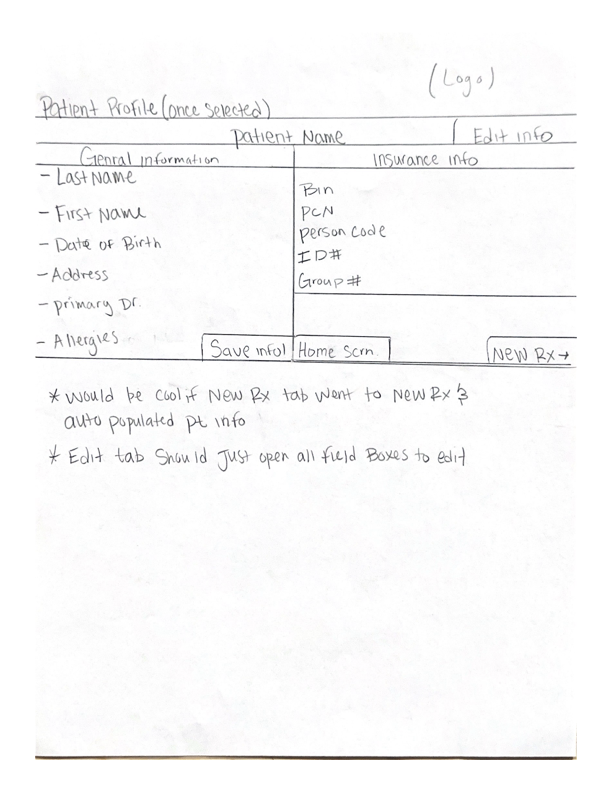 (Logo)
Patient Profile (once selected)
Patient Name
Edit info
Genral information
Insurance info
- Last Name
- First Name
- Date of Birth
- Address
- primary Dr.
- Allergies
Bin
PCN
person code
ID#
Group#
Save info!
Home scrn.
New Rx →
* would be cool if New Rx tab went to New Rx &
auto populated pt info
* Edit tab should just open all field Boxes to edit